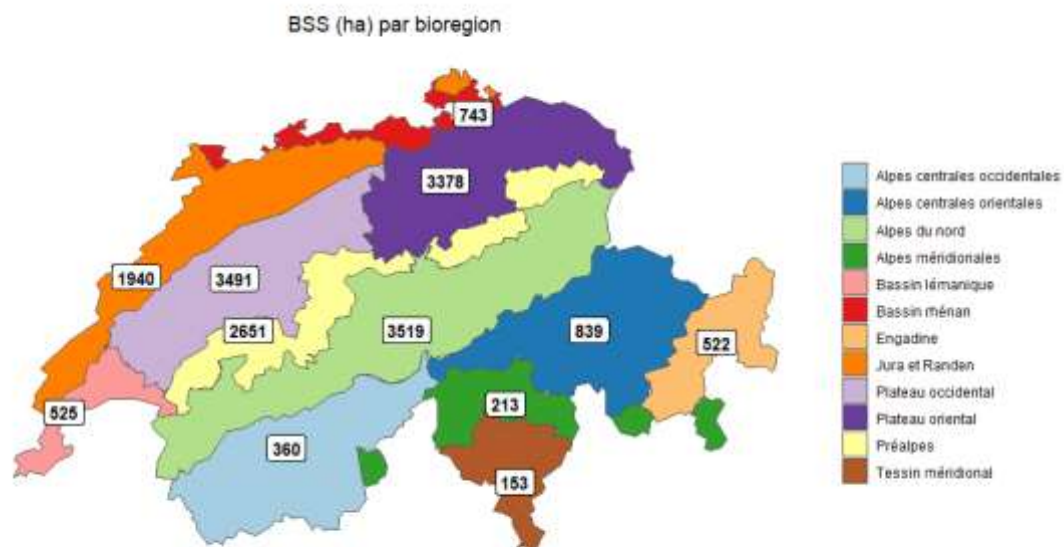 BSS (ha) par bioregion
743
3378
1940
3491
2651
3519
839
522
525
213
360
153
Alpes centrales occidentales
Alpes centrales orientales
Alpes du nord
Alpes méridionales
Bassin lémanique
Bassin rhénan
Engadine
Jura et Randen
Plateau occidental
Plateau oriental
Préalpes
Tessin méridional